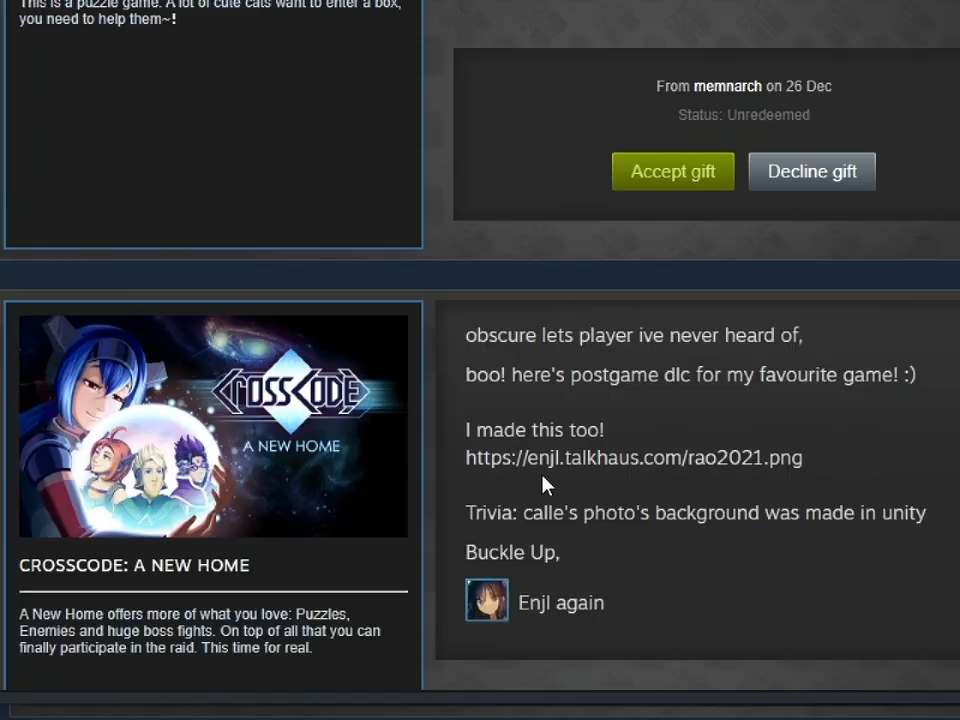 This is a puzzle game. A lot of cute cats want to enter a box,
you need to help them~!
From memnarch on 26 Dec
Status: Unredeemed
Accept gift
Decline gift
CROSSCODE
A NEW HOME
CROSSCODE: A NEW HOME
A New Home offers more of what you love: Puzzles,
Enemies and huge boss fights. On top of all that you can
finally participate in the raid. This time for real.
obscure lets player ive never heard of,
boo! here's postgame dlc for my favourite game! :)
I made this too!
https://enjl.talkhaus.com/rao2021.png
Trivia: calle's photo's background was made in unity
Buckle Up,
Enjl again